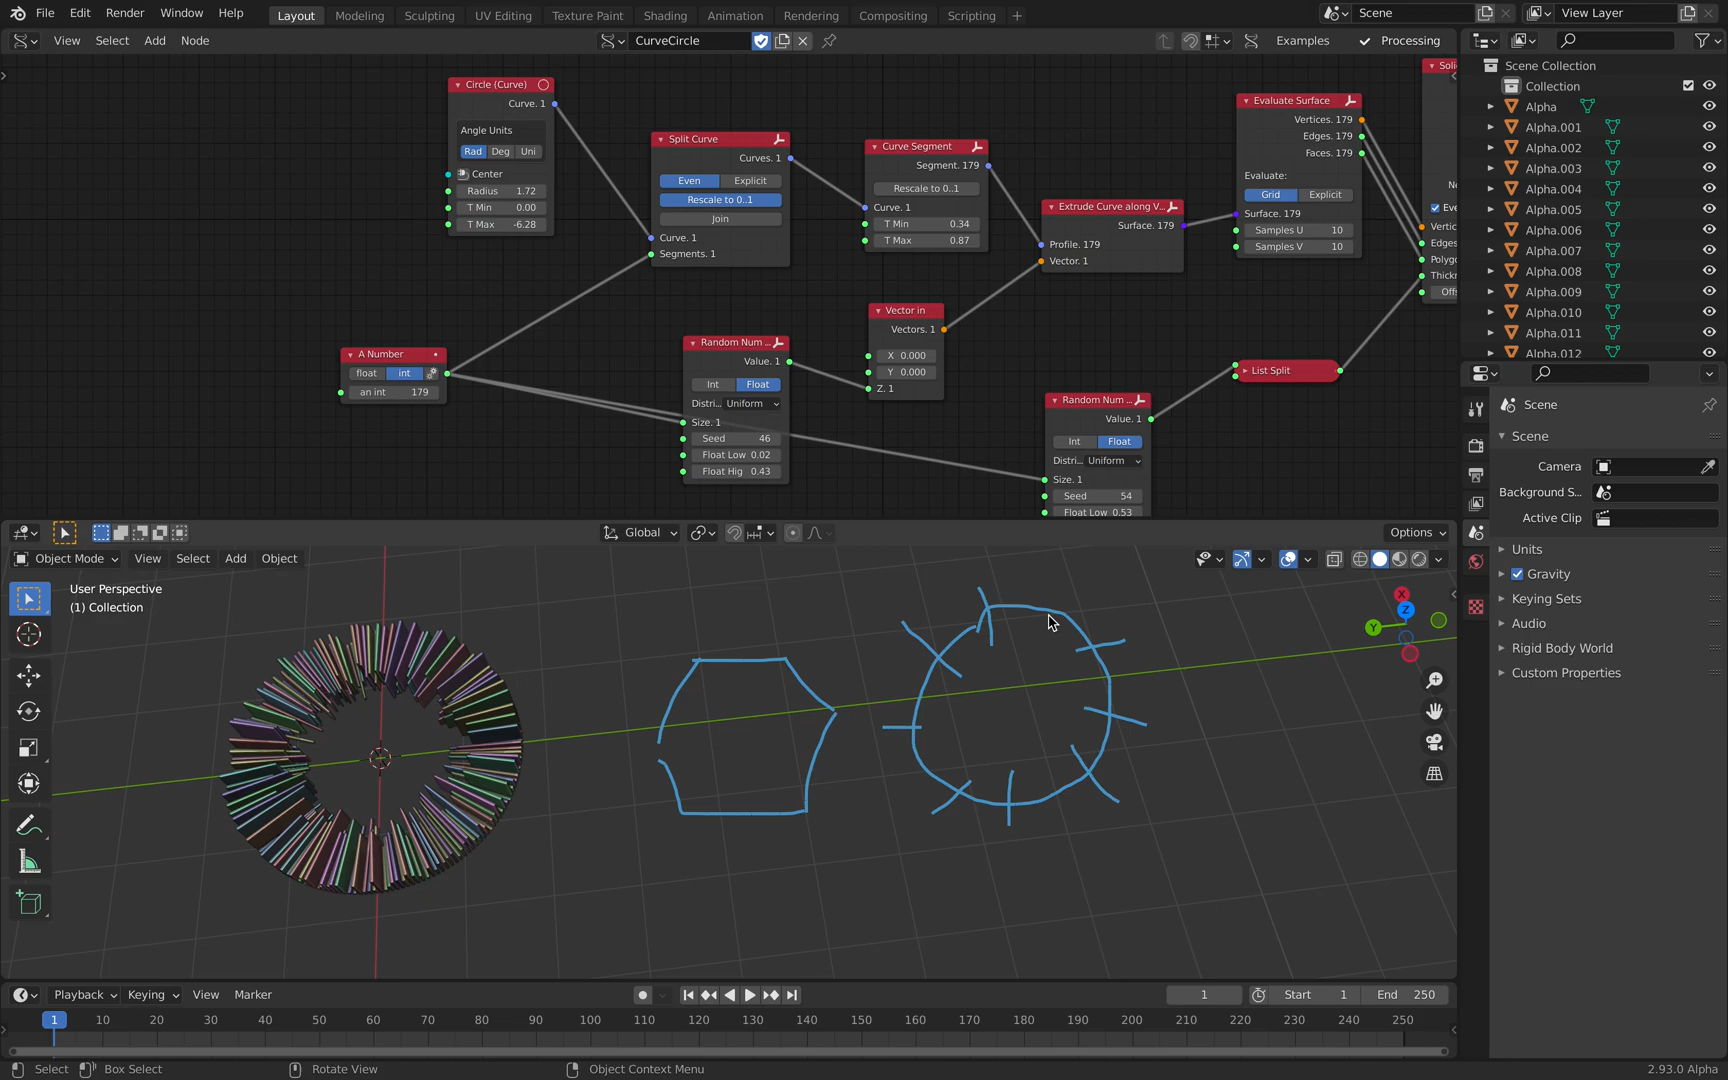 File Edit Render Window Help Layout Modeling Sculpting UV Editing Texture Paint Shading Animation Rendering Compositing Scripting + Scene View Layer
View Select Add Node CurveCircle Examples Processing
Circle (Curve)
Curve. 1
Angle Units
Rad Deg Uni
Center
Radius 1.72
T Min 0.00
T Max -6.28
Split Curve
Curves. 1
Even Explicit
Rescale to 0..1
Join
Curve. 1
Segments. 1
Curve Segment
Segment. 179
Rescale to 0..1
Curve. 1
T Min 0.34
T Max 0.87
Extrude Curve along V...
Surface. 179
Profile. 179
Vector. 1
Evaluate Surface
Vertices. 179
Edges. 179
Faces. 179
Evaluate:
Grid Explicit
Surface. 179
Samples U 10
Samples V 10
Soli
Ne
Eve
Vertic
Edges
Polyg
Thickr
Offs
A Number
float int
an int 179
Random Num ...
Value. 1
Int Float
Distri... Uniform
Size. 1
Seed 46
Float Low 0.02
Float Hig 0.43
Vector in
Vectors. 1
X 0.000
Y 0.000
Z. 1
Random Num ...
Value. 1
Int Float
Distri... Uniform
Size. 1
Seed 54
Float Low 0.53
List Split
Scene Collection
Collection
Alpha
Alpha.001
Alpha.002
Alpha.003
Alpha.004
Alpha.005
Alpha.006
Alpha.007
Alpha.008
Alpha.009
Alpha.010
Alpha.011
Alpha.012
Scene
Scene
Camera
Background S...
Active Clip
Units
Gravity
Keying Sets
Audio
Rigid Body World
Custom Properties
Global Options
Object Mode View Select Add Object
User Perspective
(1) Collection
X
Z
Y
Playback Keying View Marker 1 Start 1 End 250
1 10 20 30 40 50 60 70 80 90 100 110 120 130 140 150 160 170 180 190 200 210 220 230 240 250
Select Box Select Rotate View Object Context Menu 2.93.0 Alpha